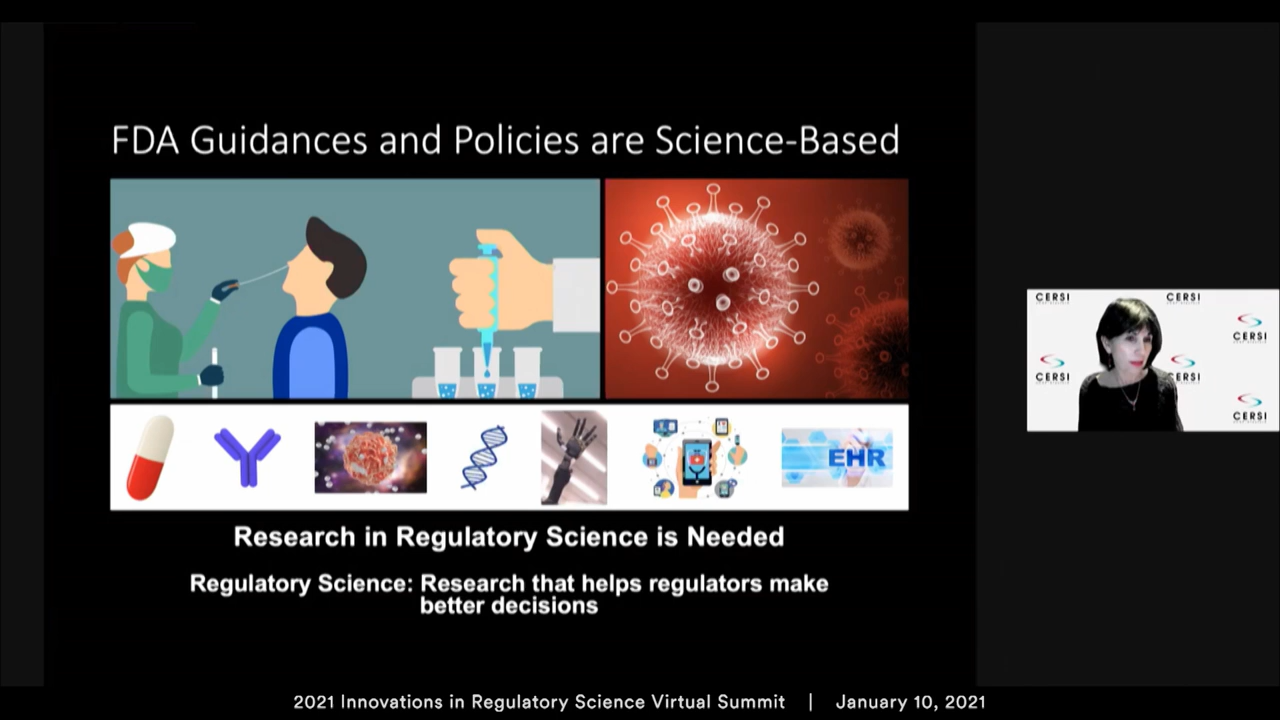 FDA Guidances and Policies are Science-Based
EHR
Research in Regulatory Science is Needed
Regulatory Science: Research that helps regulators make
better decisions
CERSI
CERSI
CERSI
CERSI
CERSI
CERSI
2021 Innovations in Regulatory Science Virtual Summit | January 10, 2021